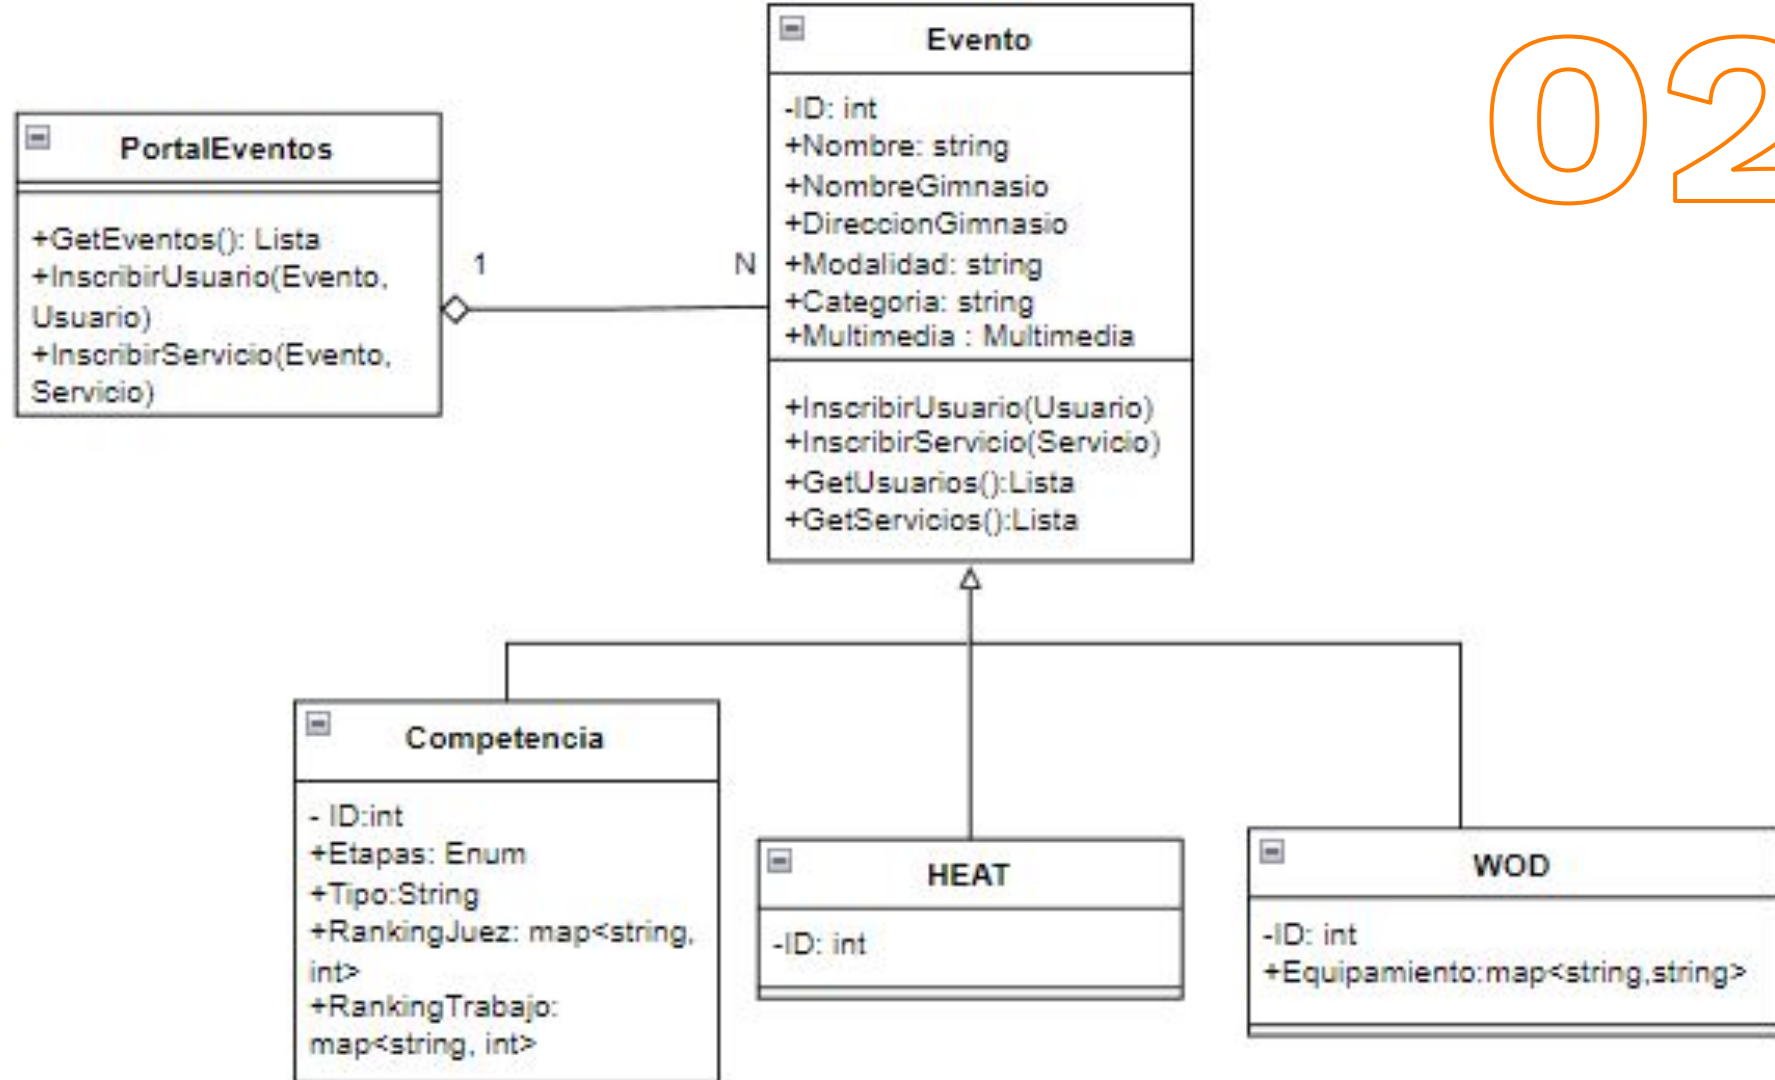 02
PortalEventos
+GetEventos(): Lista
+InscribirUsuario(Evento,
Usuario)
+InscribirServicio(Evento,
Servicio)
1
N
Evento
-ID: int
+Nombre: string
+NombreGimnasio
+DireccionGimnasio
+Modalidad: string
+Categoria: string
+Multimedia : Multimedia
+InscribirUsuario(Usuario)
+InscribirServicio(Servicio)
+GetUsuarios():Lista
+GetServicios():Lista
Competencia
- ID:int
+Etapas: Enum
+Tipo:String
+RankingJuez: map<string,
int>
+RankingTrabajo:
map<string, int>
HEAT
-ID: int
WOD
-ID: int
+Equipamiento:map<string,string>